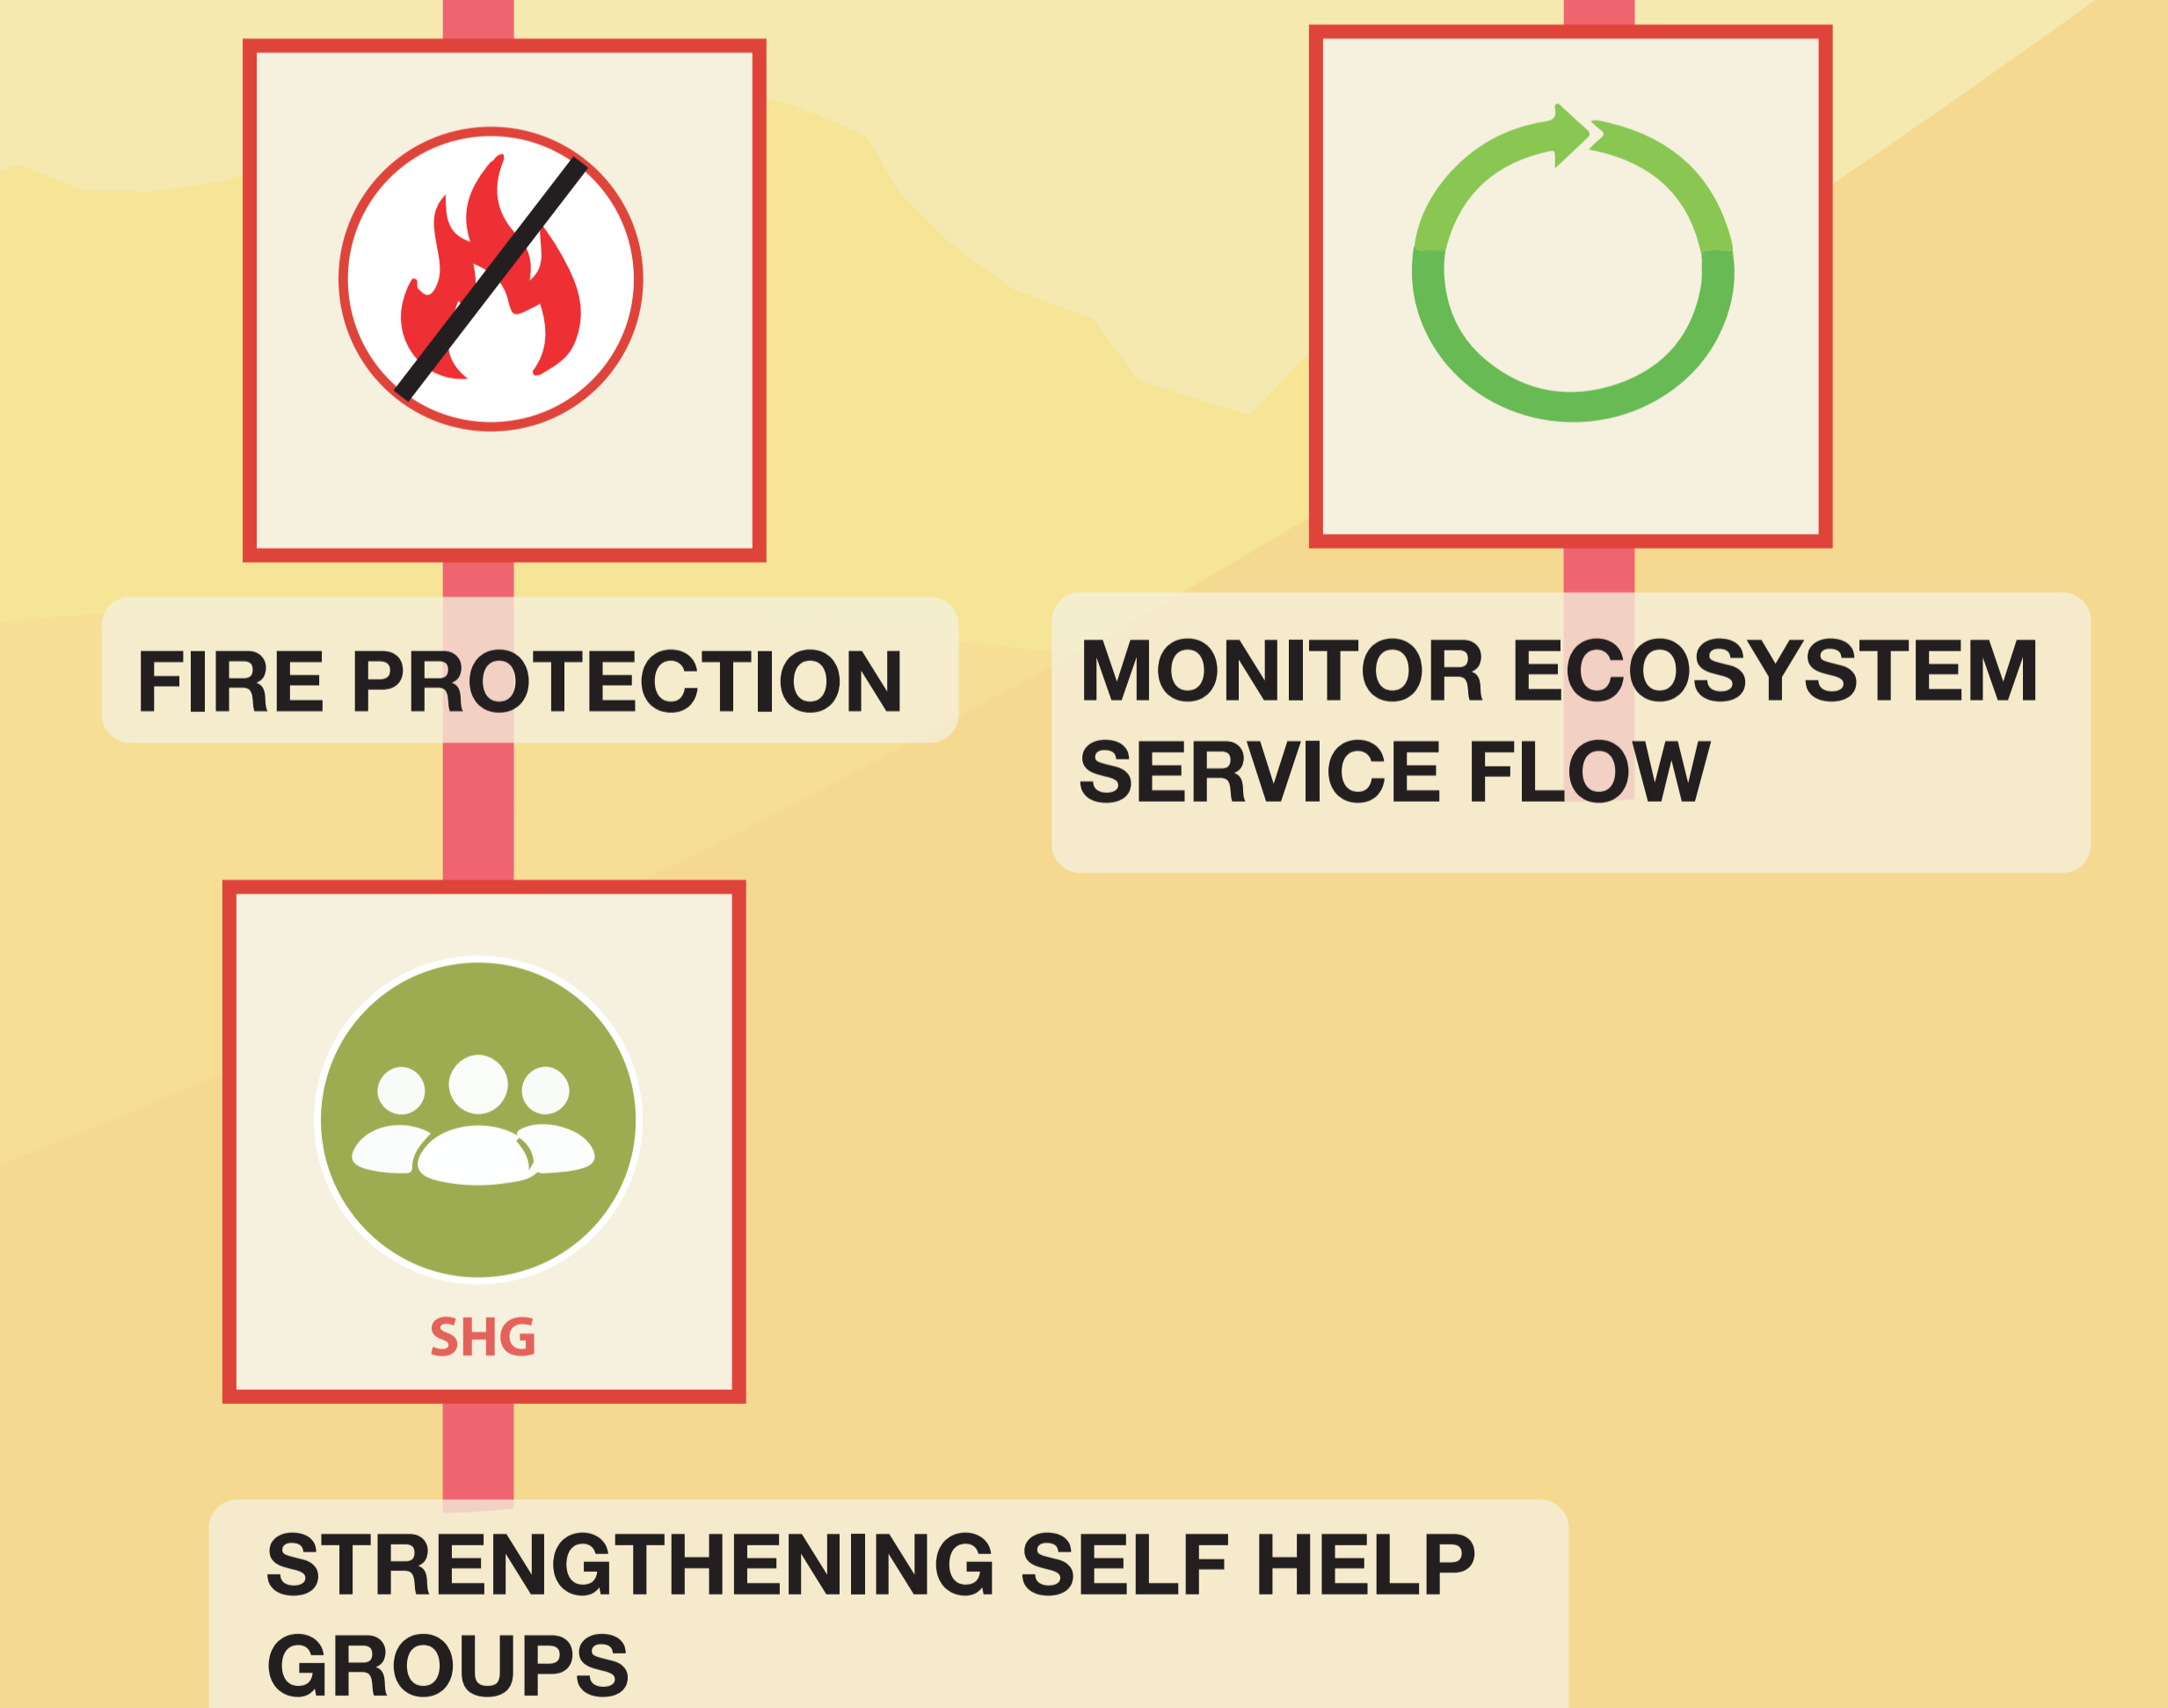 FIRE PROTECTION
MONITOR ECOSYSTEM
SERVICE FLOW
SHG
STRENGTHENING SELF HELP
GROUPS